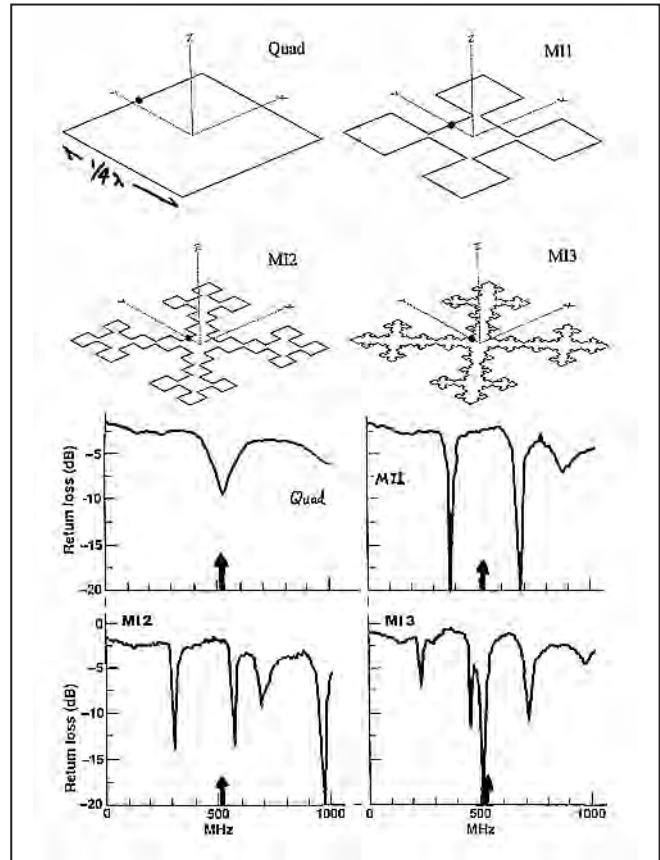 Quad
Z
MI1
Z
1/4 λ
MI2
Z
MI3
Z
Return loss (dB)
-5
-10
-15
-20
Quad
MI1
MI2
Return loss (dB)
0
-5
-10
-15
-20
0
500
1000
MHz
MI3
0
500
1000
MHz